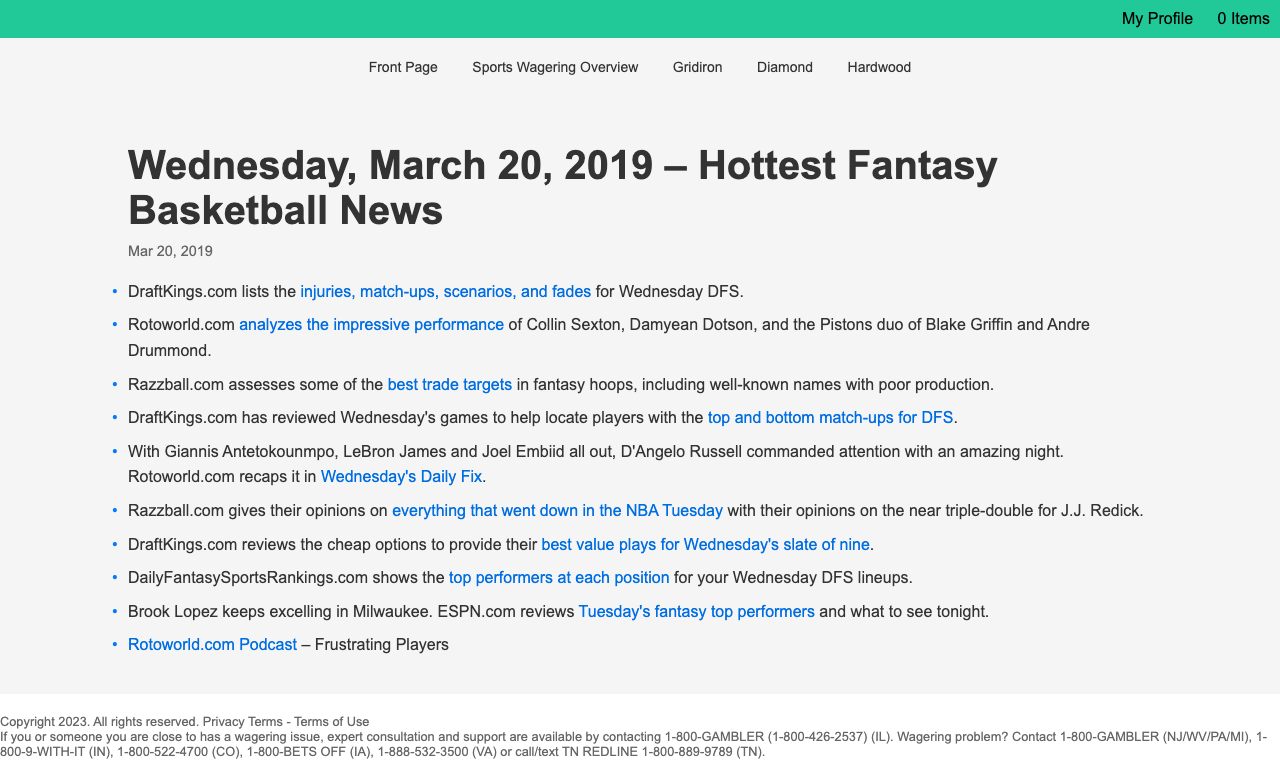 My Profile 0 Items
Front Page Sports Wagering Overview Gridiron Diamond Hardwood
Wednesday, March 20, 2019 – Hottest Fantasy
Basketball News
Mar 20, 2019
• DraftKings.com lists the injuries, match-ups, scenarios, and fades for Wednesday DFS.
• Rotoworld.com analyzes the impressive performance of Collin Sexton, Damyean Dotson, and the Pistons duo of Blake Griffin and Andre
Drummond.
• Razzball.com assesses some of the best trade targets in fantasy hoops, including well-known names with poor production.
• DraftKings.com has reviewed Wednesday's games to help locate players with the top and bottom match-ups for DFS.
• With Giannis Antetokounmpo, LeBron James and Joel Embiid all out, D'Angelo Russell commanded attention with an amazing night.
Rotoworld.com recaps it in Wednesday's Daily Fix.
• Razzball.com gives their opinions on everything that went down in the NBA Tuesday with their opinions on the near triple-double for J.J. Redick.
• DraftKings.com reviews the cheap options to provide their best value plays for Wednesday's slate of nine.
• DailyFantasySportsRankings.com shows the top performers at each position for your Wednesday DFS lineups.
• Brook Lopez keeps excelling in Milwaukee. ESPN.com reviews Tuesday's fantasy top performers and what to see tonight.
• Rotoworld.com Podcast – Frustrating Players
Copyright 2023. All rights reserved. Privacy Terms - Terms of Use
If you or someone you are close to has a wagering issue, expert consultation and support are available by contacting 1-800-GAMBLER (1-800-426-2537) (IL). Wagering problem? Contact 1-800-GAMBLER (NJ/WV/PA/MI), 1-
800-9-WITH-IT (IN), 1-800-522-4700 (CO), 1-800-BETS OFF (IA), 1-888-532-3500 (VA) or call/text TN REDLINE 1-800-889-9789 (TN).